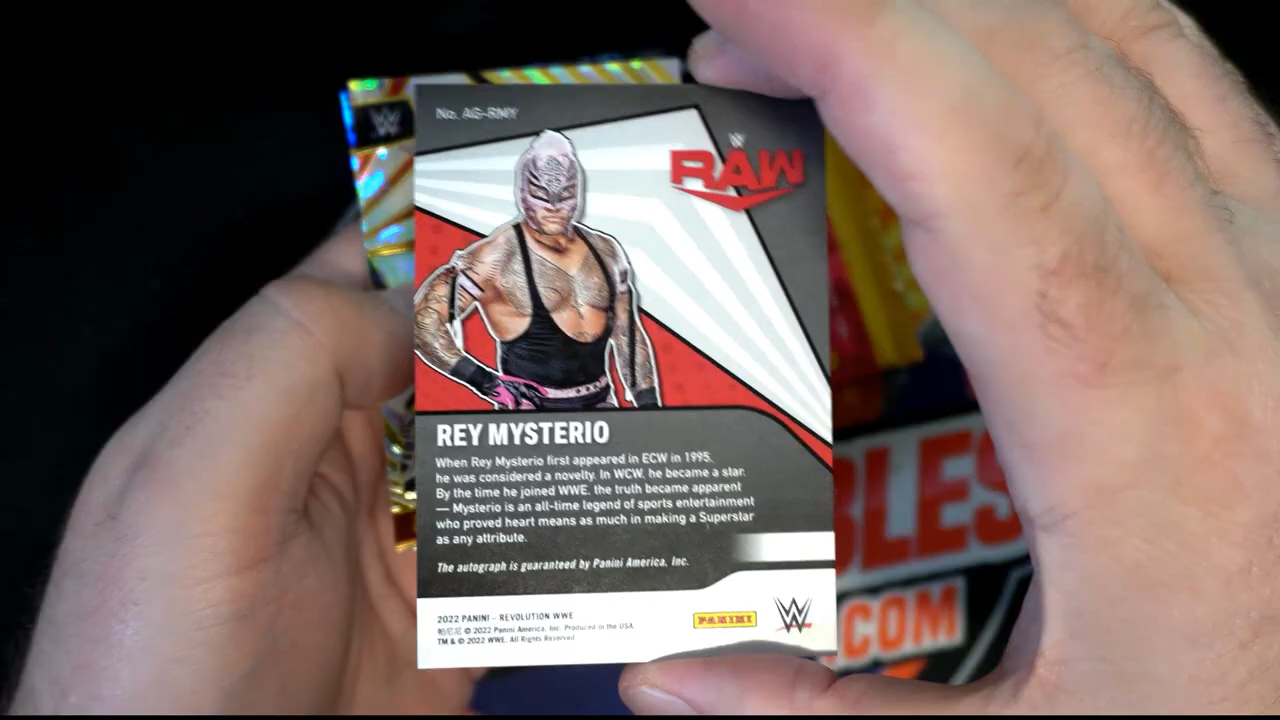 No. AG-RMY
W
RAW
REY MYSTERIO
When Rey Mysterio first appeared in ECW in 1995,
he was considered a novelty. In WCW, he became a star.
By the time he joined WWE, the truth became apparent
— Mysterio is an all-time legend of sports entertainment
who proved heart means as much in making a Superstar
as any attribute.
The autograph is guaranteed by Panini America, Inc.
2022 PANINI - REVOLUTION WWE
帕尼尼 © 2022 Panini America, Inc. Produced in the USA.
TM & © 2022 WWE. All Rights Reserved.
PANINI
W
BLES
.COM